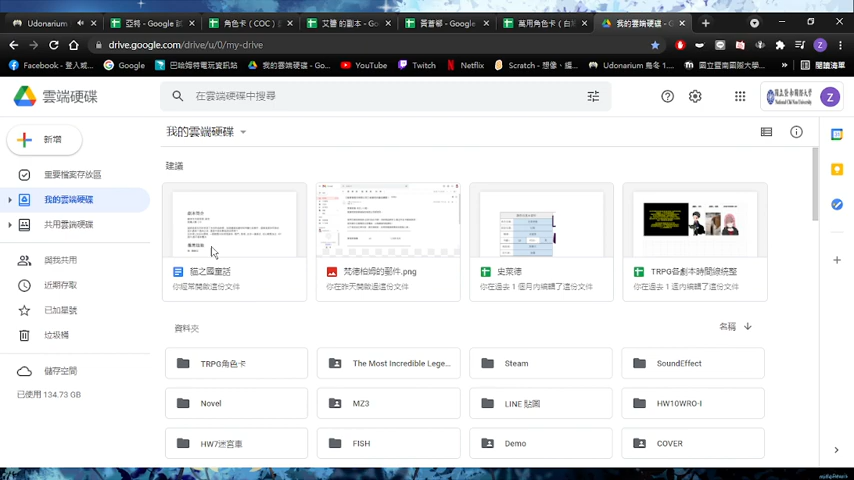 Udonarium
亞特 - Google 試
角色卡 ( COC )
艾薩 的副本 - Go
黃普郁 - Google
萬用角色卡 ( 白
我的雲端硬碟 - G
drive.google.com/drive/u/0/my-drive
Facebook - 登入或...
Google
巴哈姆特電玩資訊站
我的雲端硬碟 - Go...
YouTube
Twitch
Netflix
Scratch - 想像,編...
Udonarium 烏冬 1...
國立暨南國際大學...
閱讀清單
雲端硬碟
在雲端硬碟中搜尋
Z
新增
重要檔案存放區
我的雲端硬碟
共用雲端硬碟
與我共用
近期存取
已加星號
垃圾桶
儲存空間
已使用 134.73 GB
我的雲端硬碟
建議
貓之國童話
你經常開啟這份文件
梵德柏姆的郵件.png
你在昨天開啟過這份文件
史萊德
你在過去 1 個月內編輯了這份文件
TRPG各劇本時間線統整
你在過去 1 週內編輯了這份文件
資料夾
名稱
TRPG角色卡
The Most Incredible Lege...
Steam
SoundEffect
Novel
MZ3
LINE 貼圖
HW10WRO-I
HW7迷宮車
FISH
Demo
COVER